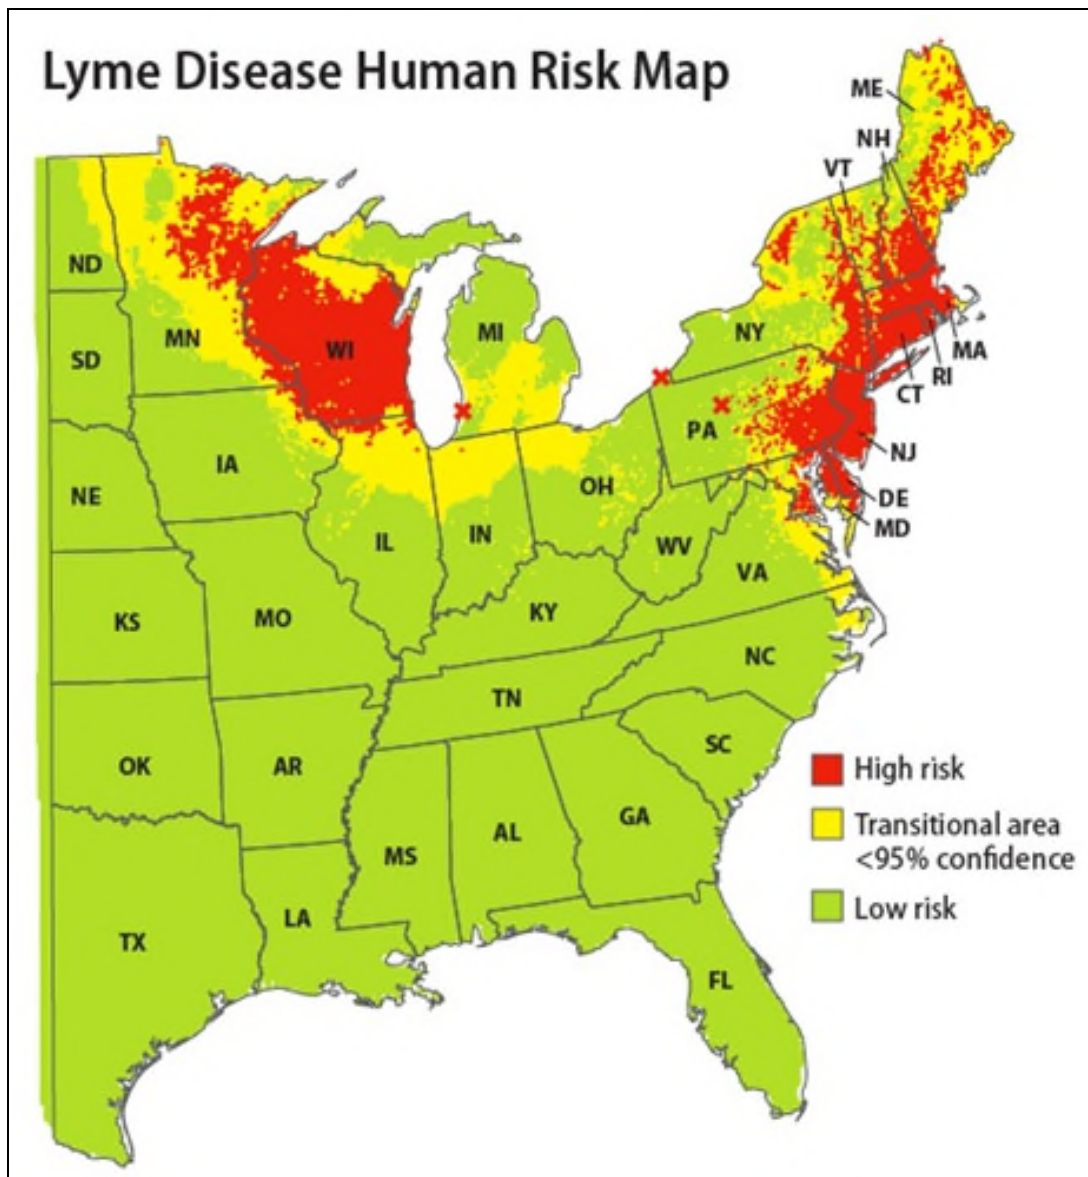 Lyme Disease Human Risk Map
ME
NH
VT
ND
MN
SD
WI
MI
NY
MA
RI
CT
PA
NJ
IA
NE
OH
DE
MD
IL
IN
WV
VA
KS
MO
KY
NC
TN
OK
AR
SC
High risk
Transitional area
<95% confidence
Low risk
MS
AL
GA
LA
TX
FL